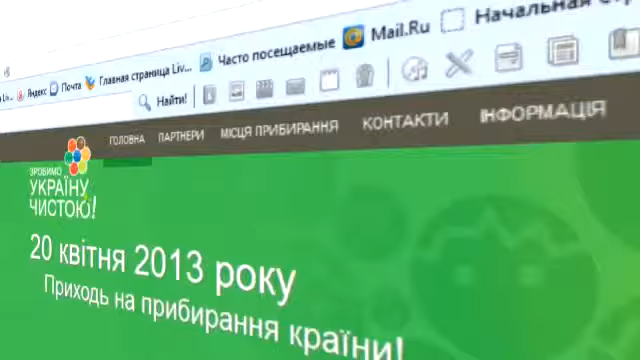 Часто посещаемые Mail.Ru Начальная
Яндекс Почта Главная страница Liv...
Найти!
ГОЛОВНА ПАРТНЕРИ МІСЦЯ ПРИБИРАННЯ КОНТАКТИ ІНФОРМАЦІЯ
ЗРОБИМО
УКРАЇНУ
ЧИСТОЮ!
20 квітня 2013 року
Приходь на прибирання країни!